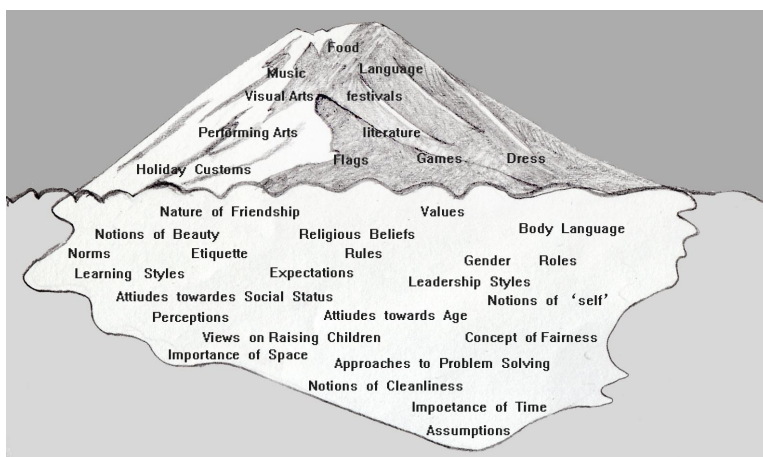 Food
Music
Language
Visual Arts
festivals
Performing Arts
literature
Flags
Games
Dress
Holiday Customs
Nature of Friendship
Values
Notions of Beauty
Religious Beliefs
Body Language
Norms
Etiquette
Rules
Gender Roles
Learning Styles
Expectations
Leadership Styles
Attiudes towardes Social Status
Notions of 'self'
Perceptions
Attiudes towards Age
Views on Raising Children
Concept of Fairness
Importance of Space
Approaches to Problem Solving
Notions of Cleanliness
Impoetance of Time
Assumptions